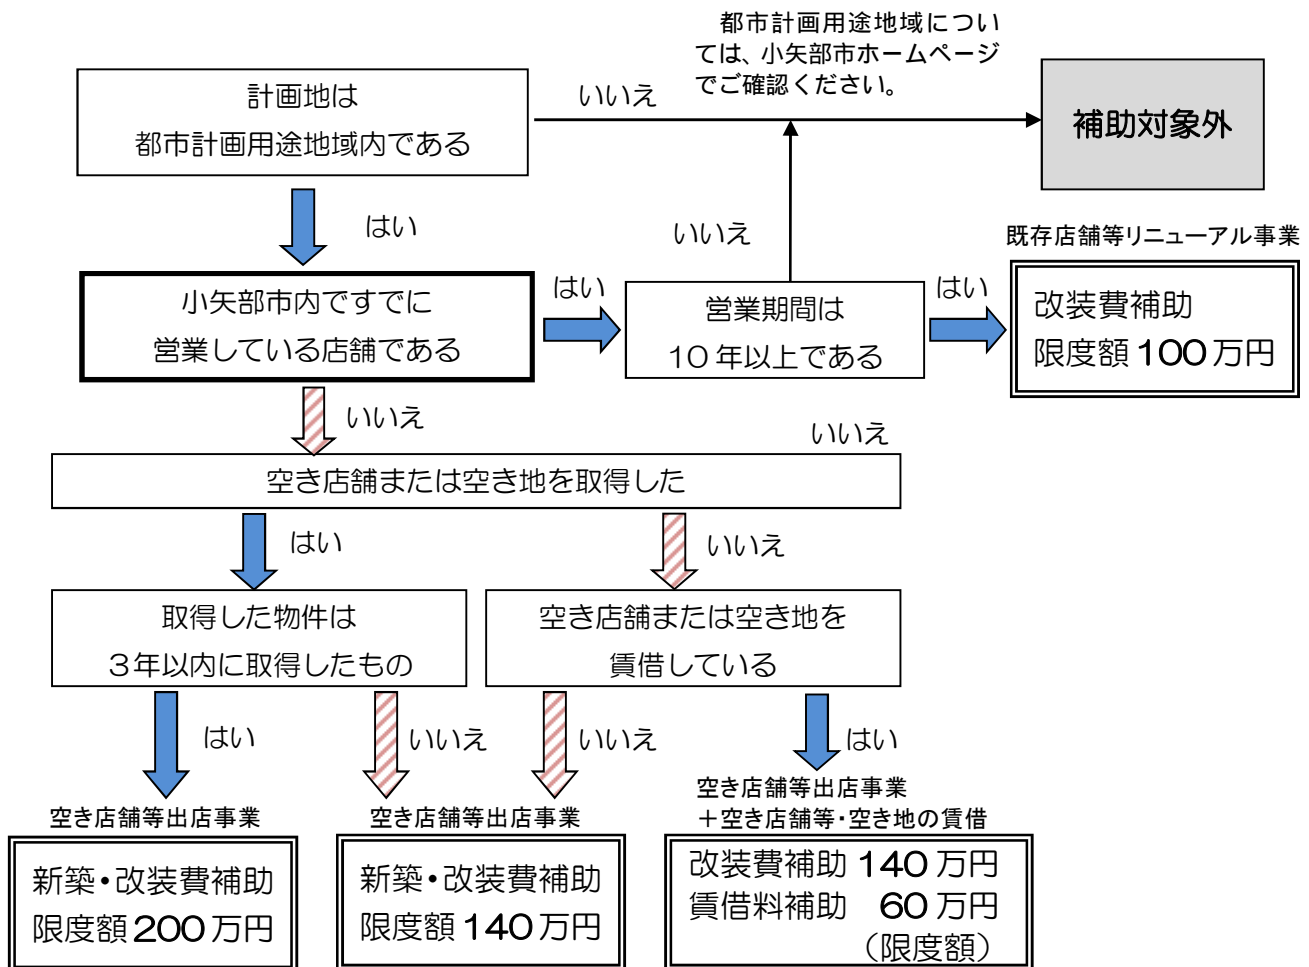 都市計画用途地域につい
ては、小矢部市ホームページ
でご確認ください。
計画地は
都市計画用途地域内である
いいえ
補助対象外
はい
いいえ
既存店舗等リニューアル事業
小矢部市内ですでに
営業している店舗である
はい
営業期間は
10年以上である
はい
改装費補助
限度額100万円
いいえ
いいえ
空き店舗または空き地を取得した
はい
いいえ
取得した物件は
3年以内に取得したもの
空き店舗または空き地を
賃借している
はい
いいえ
いいえ
はい
空き店舗等出店事業
新築・改装費補助
限度額200万円
空き店舗等出店事業
新築・改装費補助
限度額140万円
空き店舗等出店事業
+空き店舗等・空き地の賃借
改装費補助 140万円
賃借料補助 60万円
(限度額)